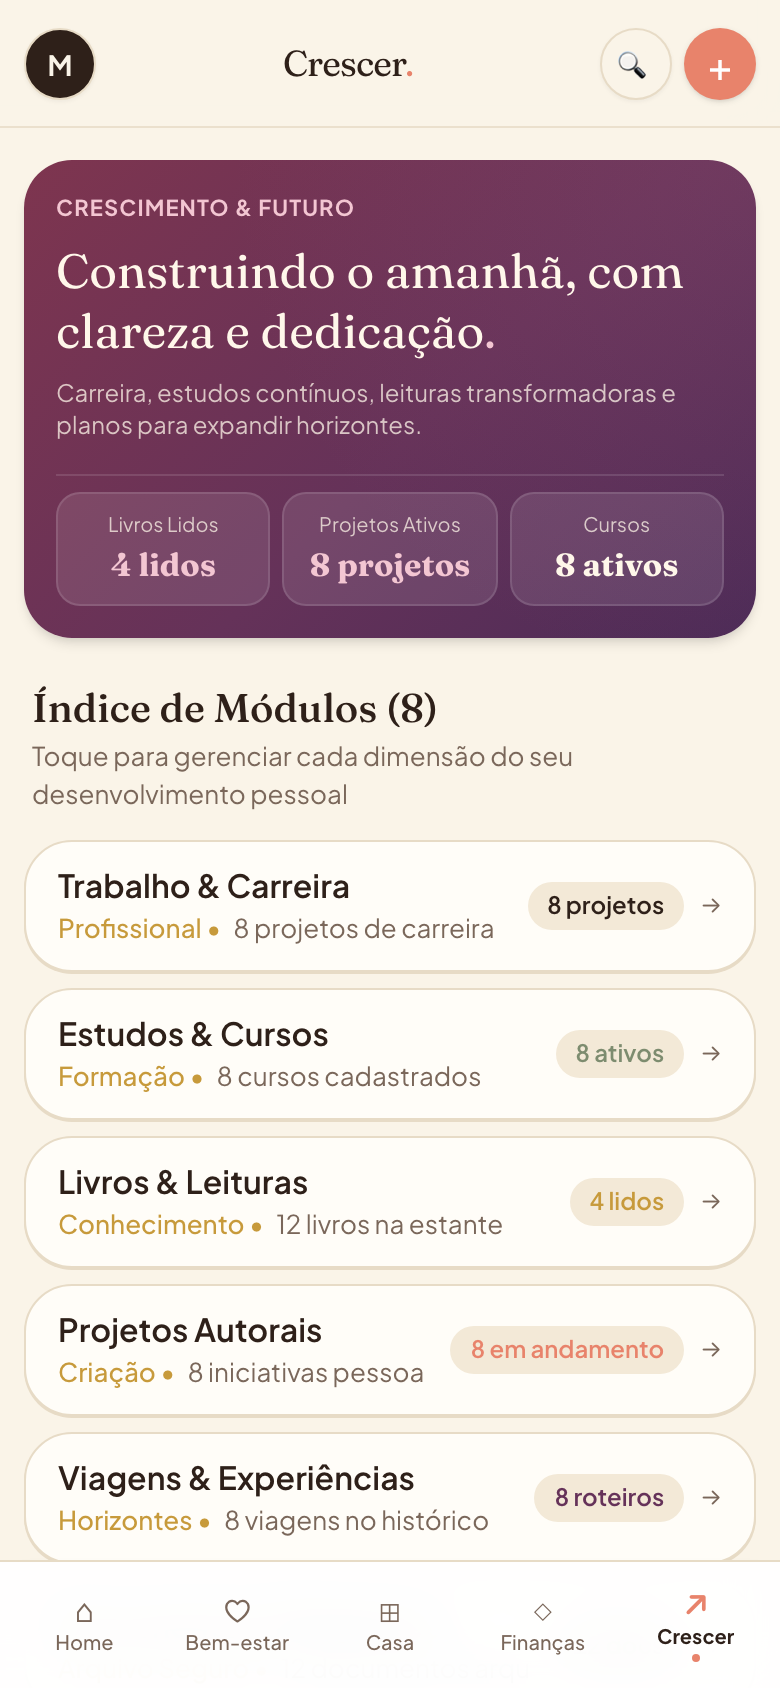 M
Crescer.
+
CRESCIMENTO & FUTURO
Construindo o amanhã, com
clareza e dedicação.
Carreira, estudos contínuos, leituras transformadoras e
planos para expandir horizontes.
Livros Lidos
4 lidos
Projetos Ativos
8 projetos
Cursos
8 ativos
Índice de Módulos (8)
Toque para gerenciar cada dimensão do seu
desenvolvimento pessoal
Trabalho & Carreira
Profissional • 8 projetos de carreira
8 projetos →
Estudos & Cursos
Formação • 8 cursos cadastrados
8 ativos →
Livros & Leituras
Conhecimento • 12 livros na estante
4 lidos →
Projetos Autorais
Criação • 8 iniciativas pessoa
8 em andamento →
Viagens & Experiências
Horizontes • 8 viagens no histórico
8 roteiros →
Home
Bem-estar
Casa
Finanças
Crescer